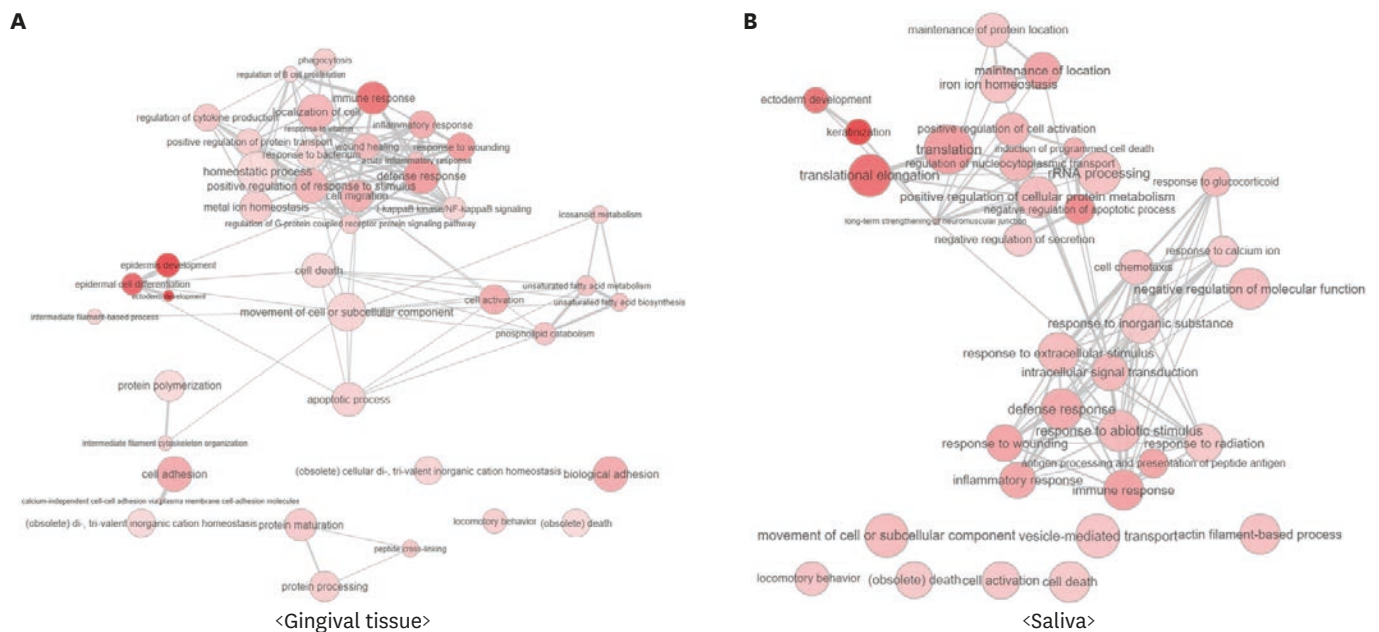 A
phagocytosis
regulation of B cell proliferation
immune response
localization of cell
regulation of cytokine production
inflammatory response
response to vitamin
positive regulation of protein transport
wound healing
response to wounding
response to bacterium
acute inflammatory response
homeostatic process
defense response
positive regulation of response to stimulus
cell migration
metal ion homeostasis
I-kappaB kinase/NF-kappaB signaling
regulation of G-protein coupled receptor protein signaling pathway
icosanoid metabolism
epidermis development
cell death
epidermal cell differentiation
unsaturated fatty acid metabolism
ectoderm development
cell activation
unsaturated fatty acid biosynthesis
intermediate filament-based process
movement of cell or subcellular component
phospholipid catabolism
protein polymerization
apoptotic process
intermediate filament cytoskeleton organization
cell adhesion
(obsolete) cellular di-, tri-valent inorganic cation homeostasis
biological adhesion
calcium-independent cell-cell adhesion via plasma membrane cell-adhesion molecules
(obsolete) di-, tri-valent inorganic cation homeostasis
protein maturation
locomotory behavior
(obsolete) death
peptide cross-linking
protein processing
<Gingival tissue>
B
maintenance of protein location
maintenance of location
iron ion homeostasis
ectoderm development
keratinization
positive regulation of cell activation
translation
induction of programmed cell death
regulation of nucleocytoplasmic transport
translational elongation
rRNA processing
response to glucocorticoid
positive regulation of cellular protein metabolism
negative regulation of apoptotic process
long-term strengthening of neuromuscular junction
negative regulation of secretion
response to calcium ion
cell chemotaxis
negative regulation of molecular function
response to inorganic substance
response to extracellular stimulus
intracellular signal transduction
defense response
response to abiotic stimulus
response to wounding
response to radiation
antigen processing and presentation of peptide antigen
inflammatory response
immune response
movement of cell or subcellular component
vesicle-mediated transport
actin filament-based process
locomotory behavior
(obsolete) death
cell activation
cell death
<Saliva>